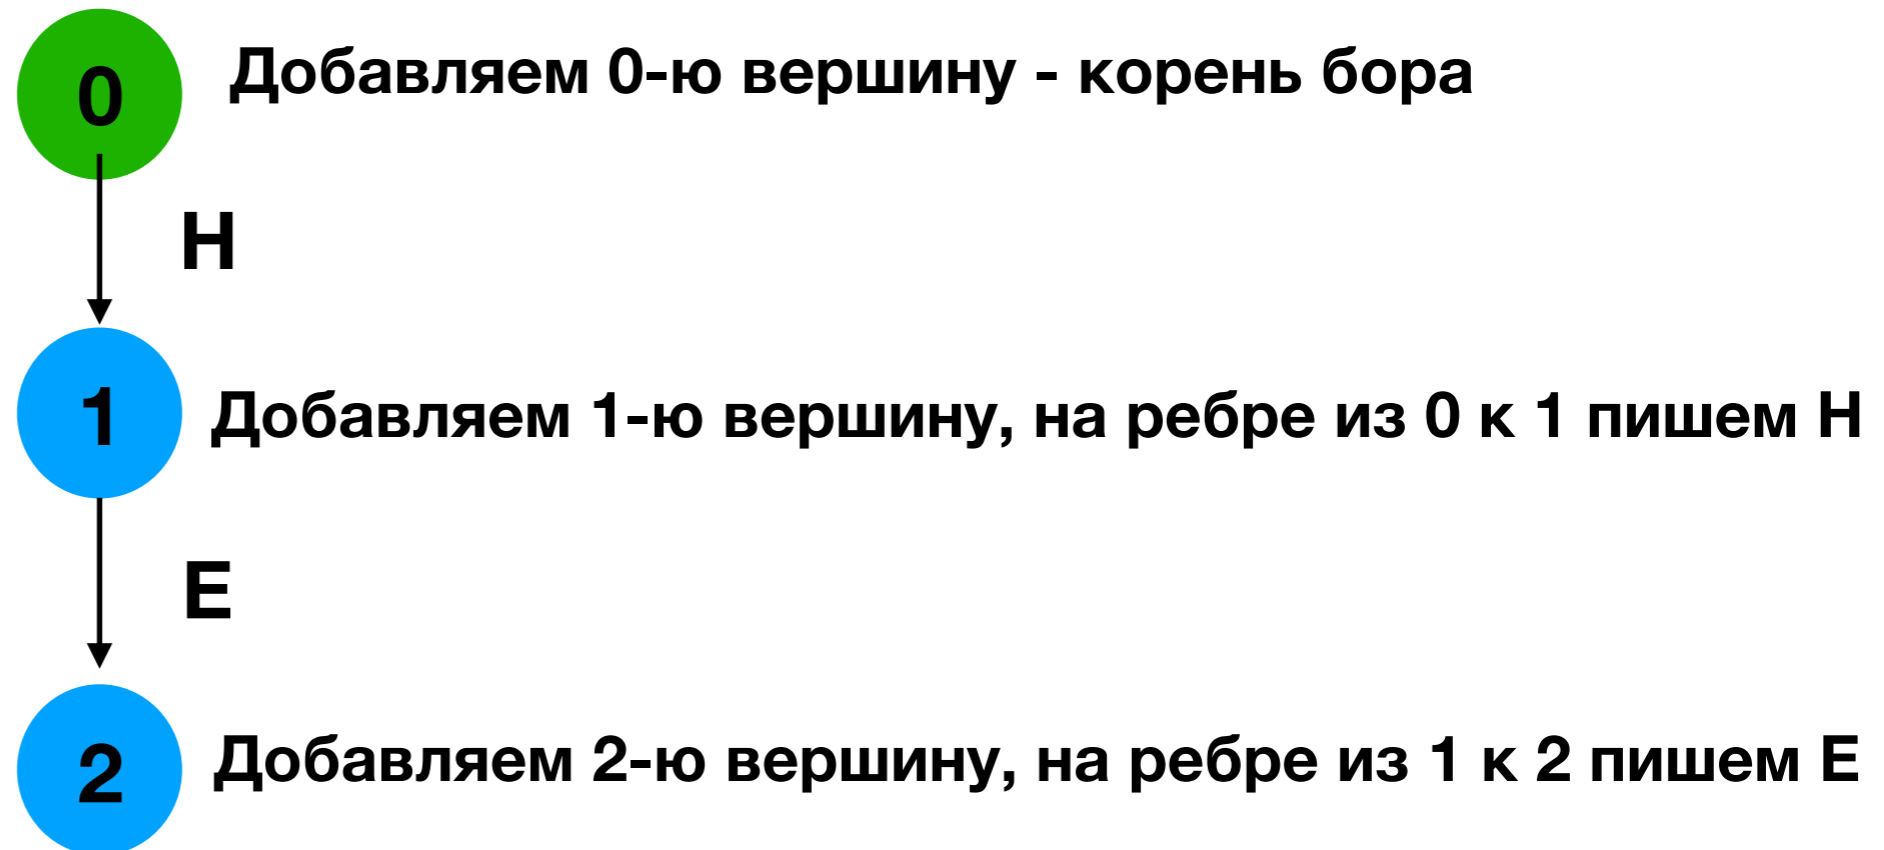 0
Добавляем 0-ю вершину - корень бора
H
1
Добавляем 1-ю вершину, на ребре из 0 к 1 пишем H
E
2
Добавляем 2-ю вершину, на ребре из 1 к 2 пишем E